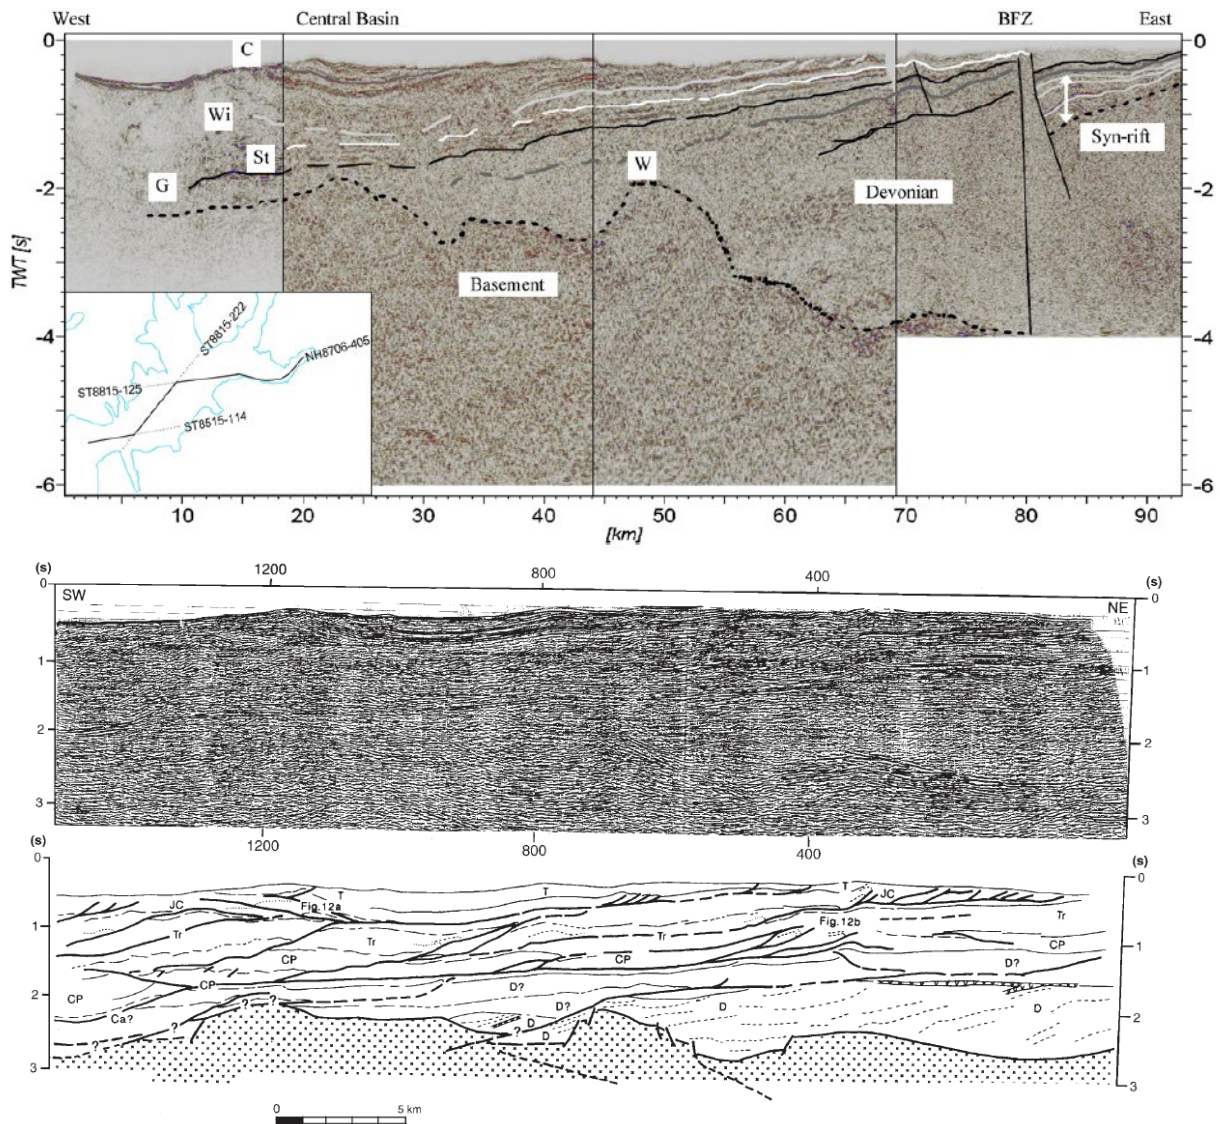 West Central Basin BFZ East
0 0
C
Wi
Syn-rift
St
W
G
Devonian
-2 -2
TWT [s]
Basement
ST8815-222
NH8706-405
ST8815-125
ST8515-114
-4 -4
-6 -6
10 20 30 40 50 60 70 80 90
[km]
(s) 1200 800 400 (s)
0 0
SW NE
1 1
2 2
3 3
(s) 1200 800 400 (s)
0 0
T T T JC
JC Fig.12a
Fig.12b Tr
1 1
Tr Tr Tr
CP CP CP
CP CP D? D?
2 2
? ? D? D D
Ca? D
? ? ? D
3 3
0 5 km